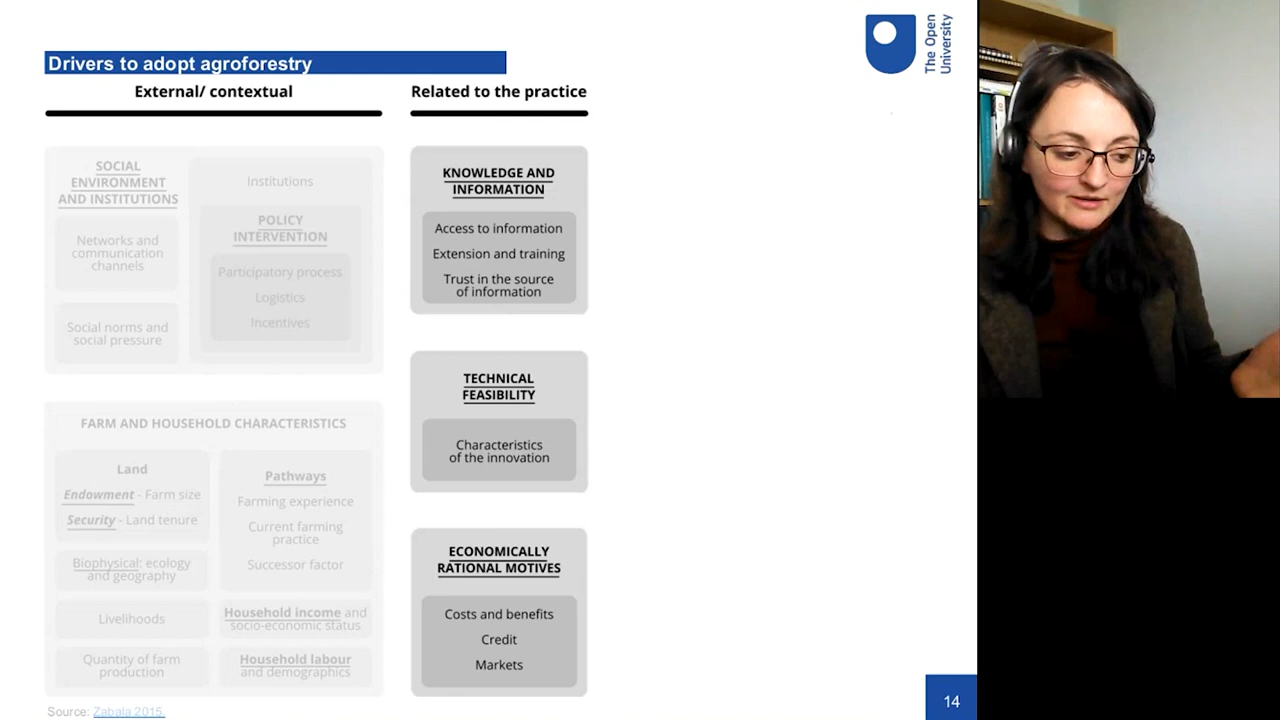 Drivers to adopt agroforestry
The Open
University
External/ contextual
SOCIAL
ENVIRONMENT
AND INSTITUTIONS
Networks and
communication
channels
Social norms and
social pressure
Institutions
POLICY
INTERVENTION
Participatory process
Logistics
Incentives
FARM AND HOUSEHOLD CHARACTERISTICS
Land
Endowment - Farm size
Security - Land tenure
Biophysical: ecology
and geography
Livelihoods
Quantity of farm
production
Pathways
Farming experience
Current farming
practice
Successor factor
Household income and
socio-economic status
Household labour
and demographics
Related to the practice
KNOWLEDGE AND
INFORMATION
Access to information
Extension and training
Trust in the source
of information
TECHNICAL
FEASIBILITY
Characteristics
of the innovation
ECONOMICALLY
RATIONAL MOTIVES
Costs and benefits
Credit
Markets
Source: Zabala 2015.
14